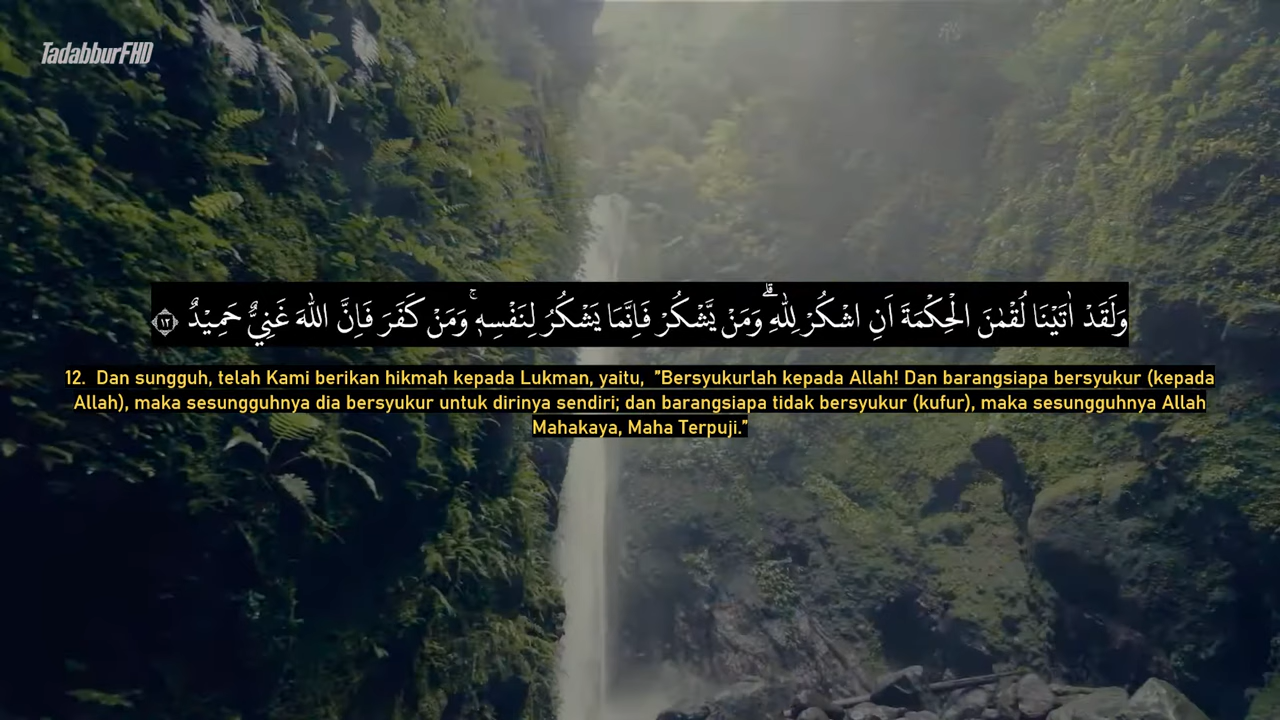 TadabburFHD
وَلَقَدْ اٰتَيْنَا لُقْمٰنَ الْحِكْمَةَ اَنِ اشْكُرْ لِلّٰهِ ۗوَمَنْ يَّشْكُرْ فَاِنَّمَا يَشْكُرُ لِنَفْسِهٖۚ وَمَنْ كَفَرَ فَاِنَّ اللّٰهَ غَنِيٌّ حَمِيْدٌ ١٢
12. Dan sungguh, telah Kami berikan hikmah kepada Lukman, yaitu, "Bersyukurlah kepada Allah! Dan barangsiapa bersyukur (kepada
Allah), maka sesungguhnya dia bersyukur untuk dirinya sendiri; dan barangsiapa tidak bersyukur (kufur), maka sesungguhnya Allah
Mahakaya, Maha Terpuji."